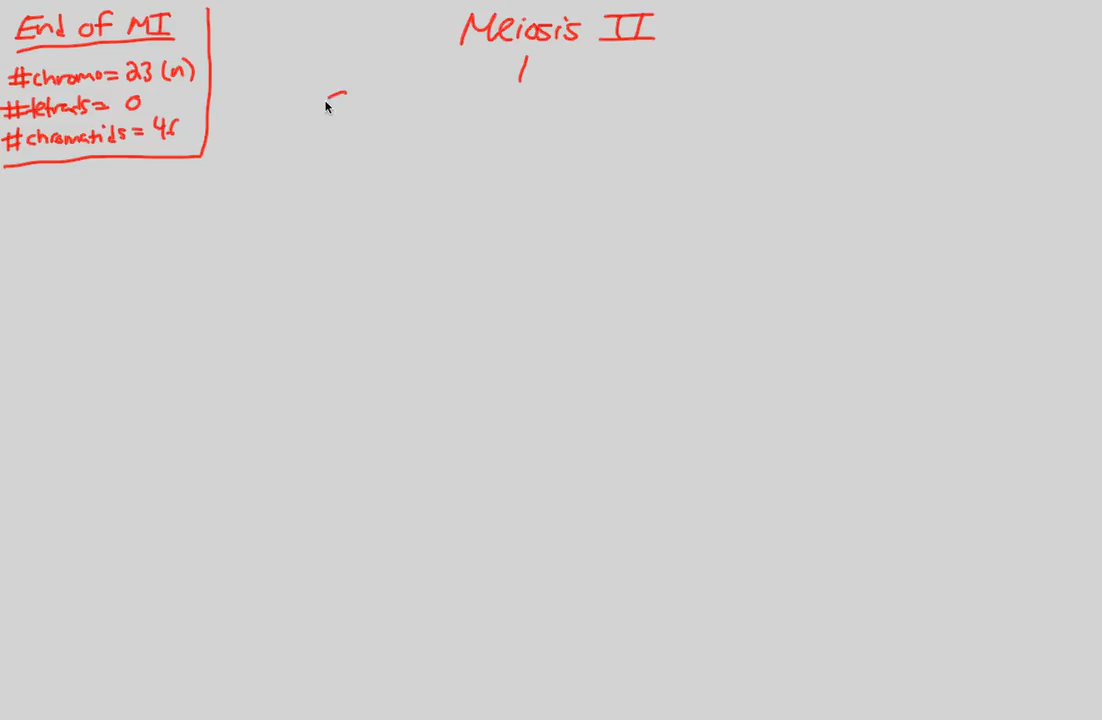 End of MI
#chromo= 23 (n)
#tetrads= 0
#chromatids = 46
Meiosis II